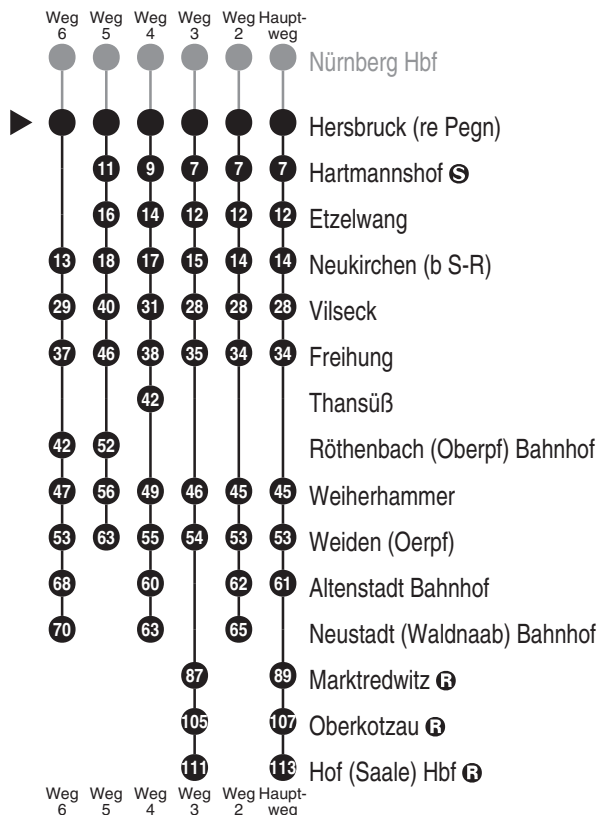 Weg Weg Weg Weg Weg Haupt-
6 5 4 3 2 weg
Nürnberg Hbf
Hersbruck (re Pegn)
11 9 7 7 7 Hartmannshof S
16 14 12 12 12 Etzelwang
13 18 17 15 14 14 Neukirchen (b S-R)
29 40 31 28 28 28 Vilseck
37 46 38 35 34 34 Freihung
42 Thansüß
42 52 Röthenbach (Oberpf) Bahnhof
47 56 49 46 45 45 Weiherhammer
53 63 55 54 53 53 Weiden (Oerpf)
68 60 62 61 Altenstadt Bahnhof
70 63 65 Neustadt (Waldnaab) Bahnhof
87 89 Marktredwitz R
105 107 Oberkotzau R
111 113 Hof (Saale) Hbf R
Weg Weg Weg Weg Weg Haupt-
6 5 4 3 2 weg